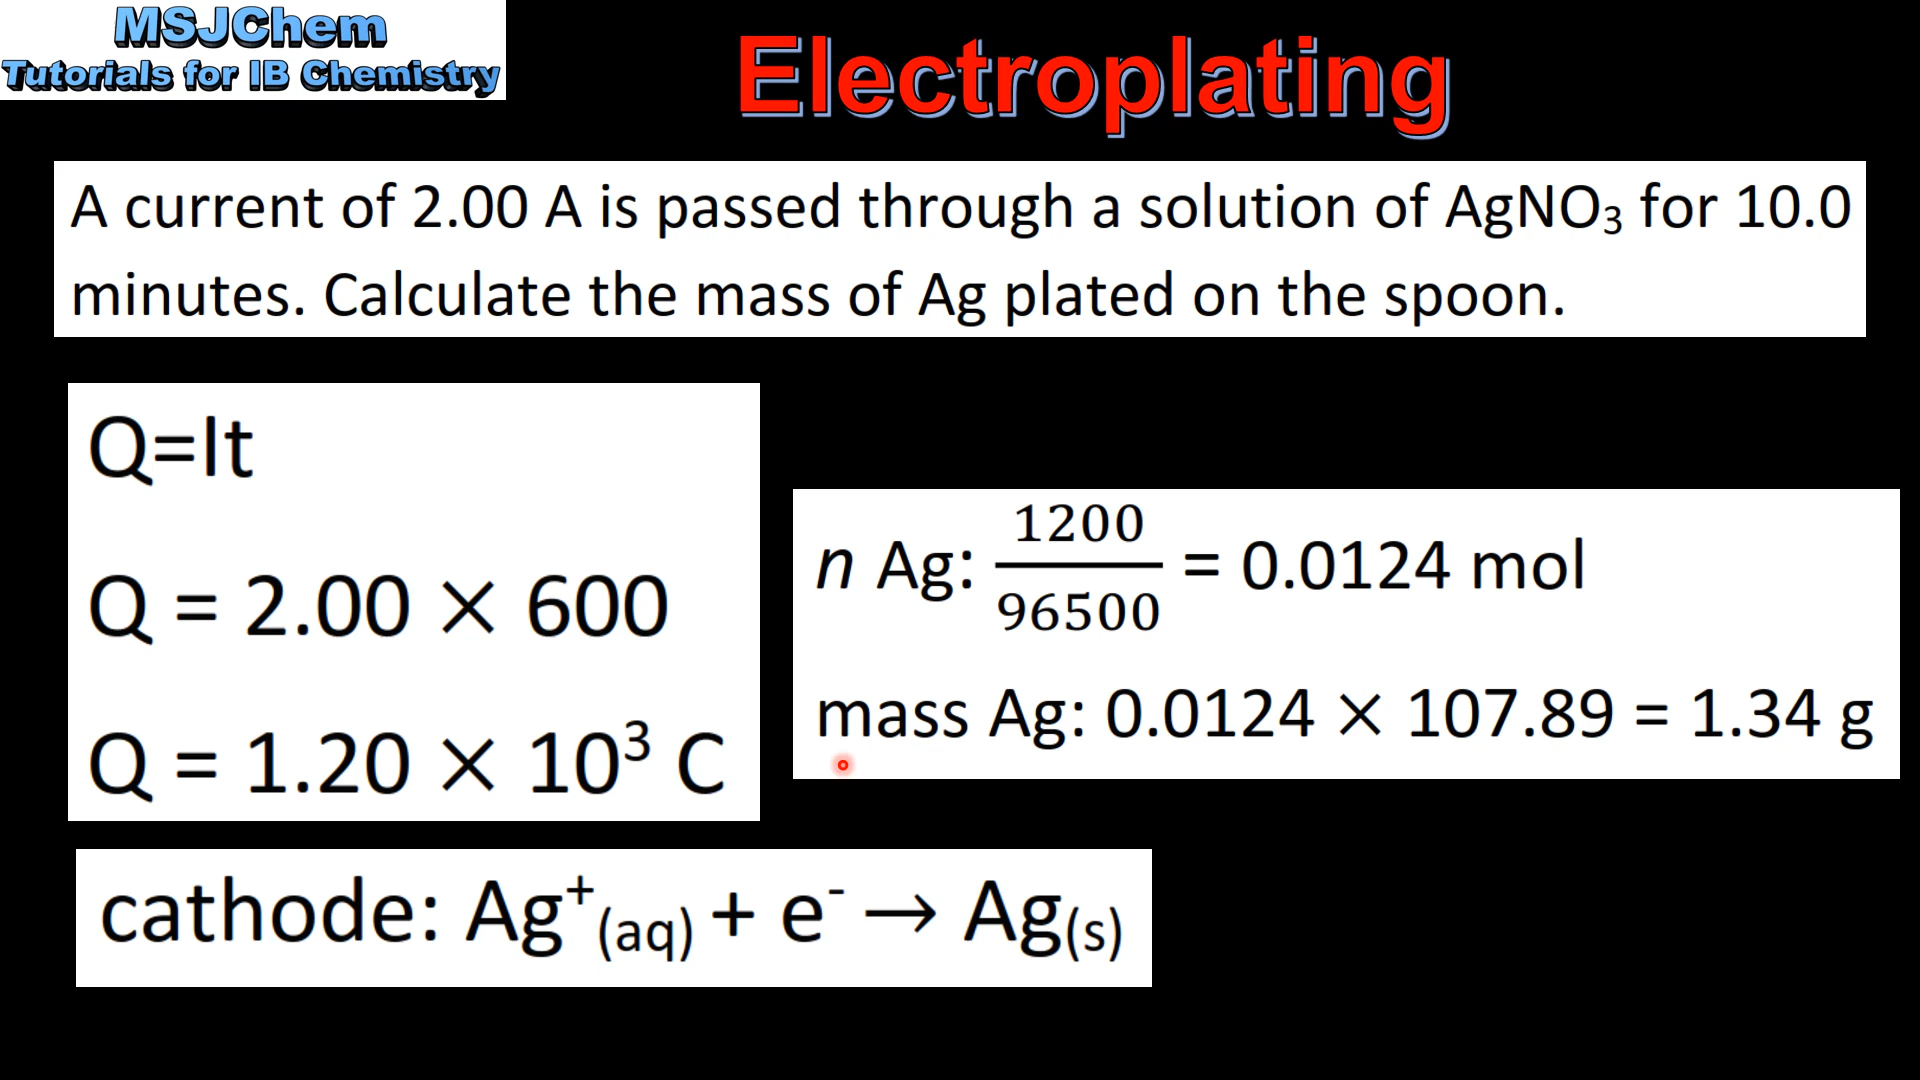 MSJChem
Tutorials for IB Chemistry
Electroplating
A current of 2.00 A is passed through a solution of AgNO₃ for 10.0
minutes. Calculate the mass of Ag plated on the spoon.
Q=It
Q = 2.00 × 600
Q = 1.20 × 10³ C
n Ag: 1200/96500 = 0.0124 mol
mass Ag: 0.0124 × 107.89 = 1.34 g
cathode: Ag⁺(aq) + e⁻ → Ag(s)